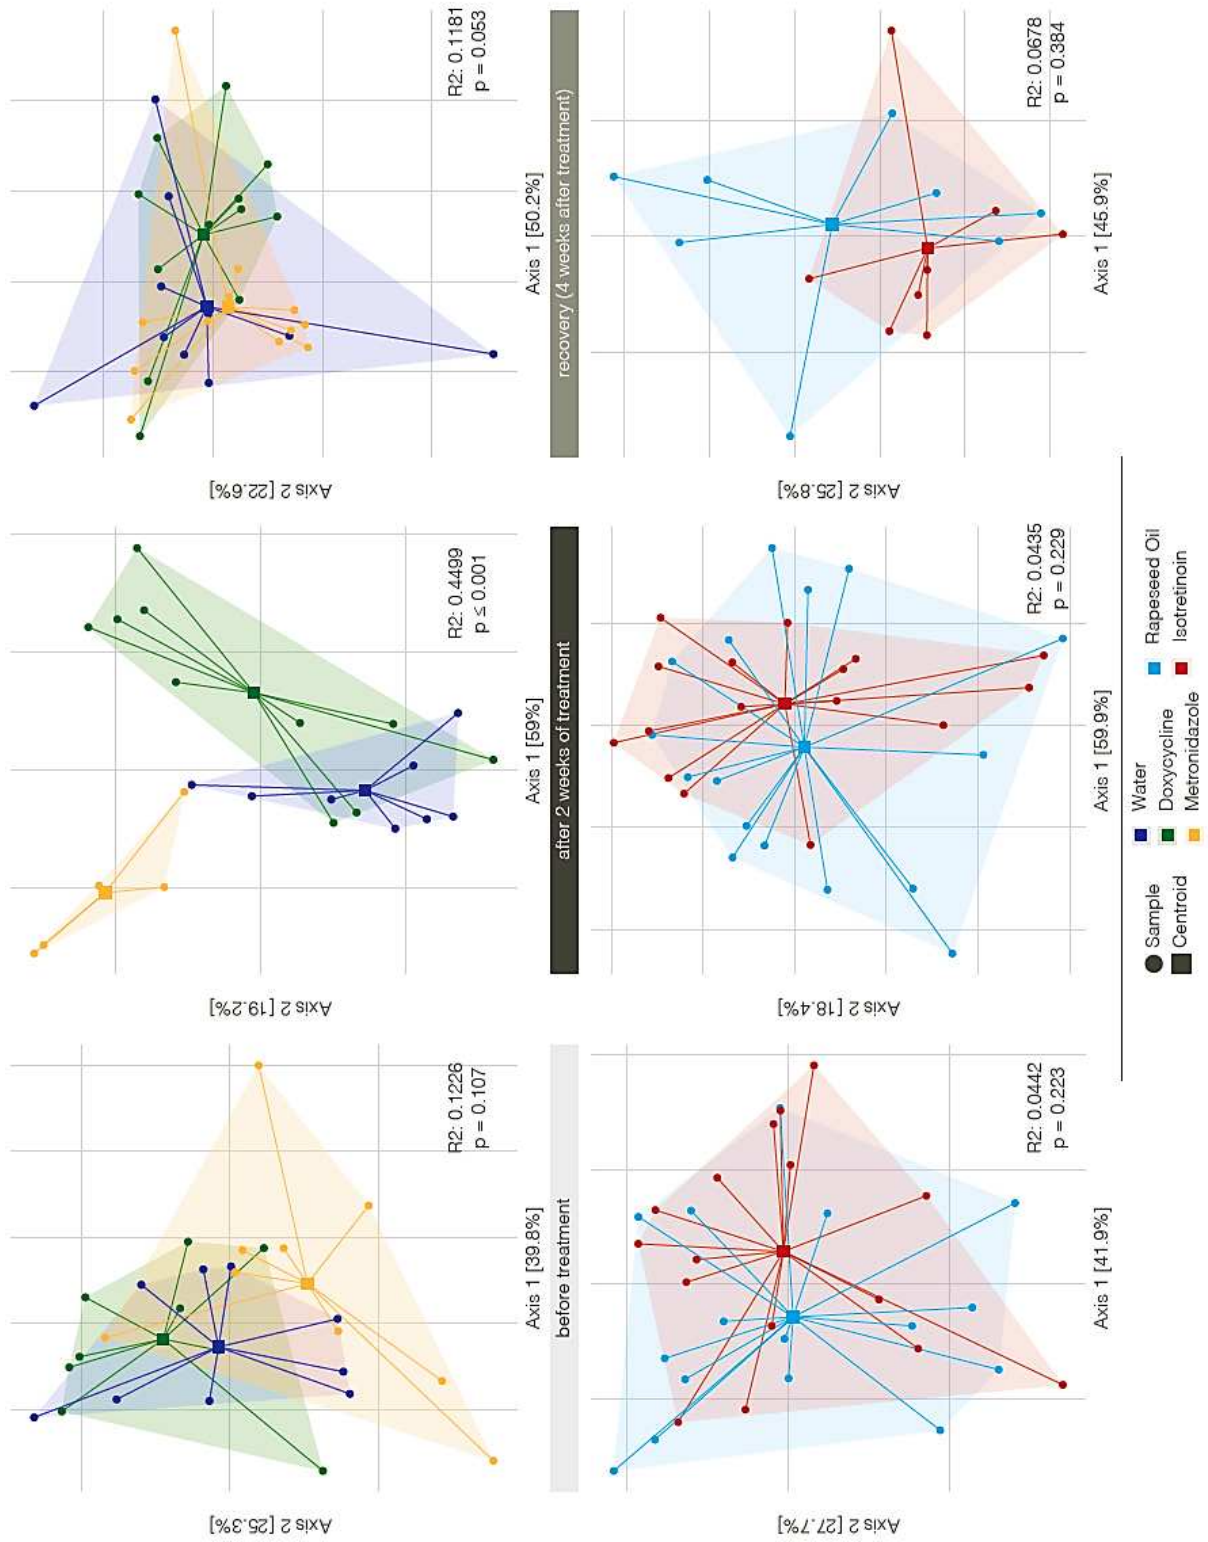 Axis 2 [25.3%]
R2: 0.1226
p = 0.107
Axis 1 [39.8%]
Axis 2 [19.2%]
R2: 0.4499
p ≤ 0.001
Axis 1 [59%]
Axis 2 [22.6%]
R2: 0.1181
p = 0.053
Axis 1 [50.2%]
before treatment
after 2 weeks of treatment
recovery (4 weeks after treatment)
Axis 2 [27.7%]
R2: 0.0442
p = 0.223
Axis 1 [41.9%]
Axis 2 [18.4%]
R2: 0.0435
p = 0.229
Axis 1 [59.9%]
Axis 2 [25.8%]
R2: 0.0678
p = 0.384
Axis 1 [45.9%]
Sample
Centroid
Water
Doxycycline
Metronidazole
Rapeseed Oil
Isotretinoin